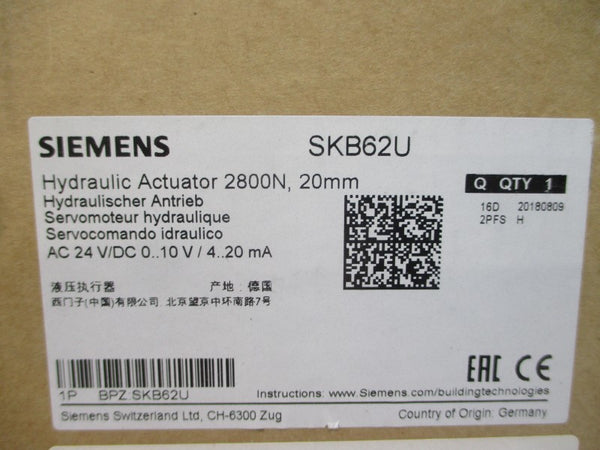 SIEMENS SKB62U
Hydraulic Actuator 2800N, 20mm
Hydraulischer Antrieb
Servomoteur hydraulique
Servocomando idraulico
AC 24 V/DC 0..10 V / 4..20 mA
Q QTY 1
16D 20180809
2PFS H
液压执行器 产地: 德国
西门子(中国)有限公司 北京望京中环南路7号
EAC CE
1P BPZ.SKB62U
Instructions: www.Siemens.com/buildingtechnologies
Siemens Switzerland Ltd, CH-6300 Zug
Country of Origin: Germany